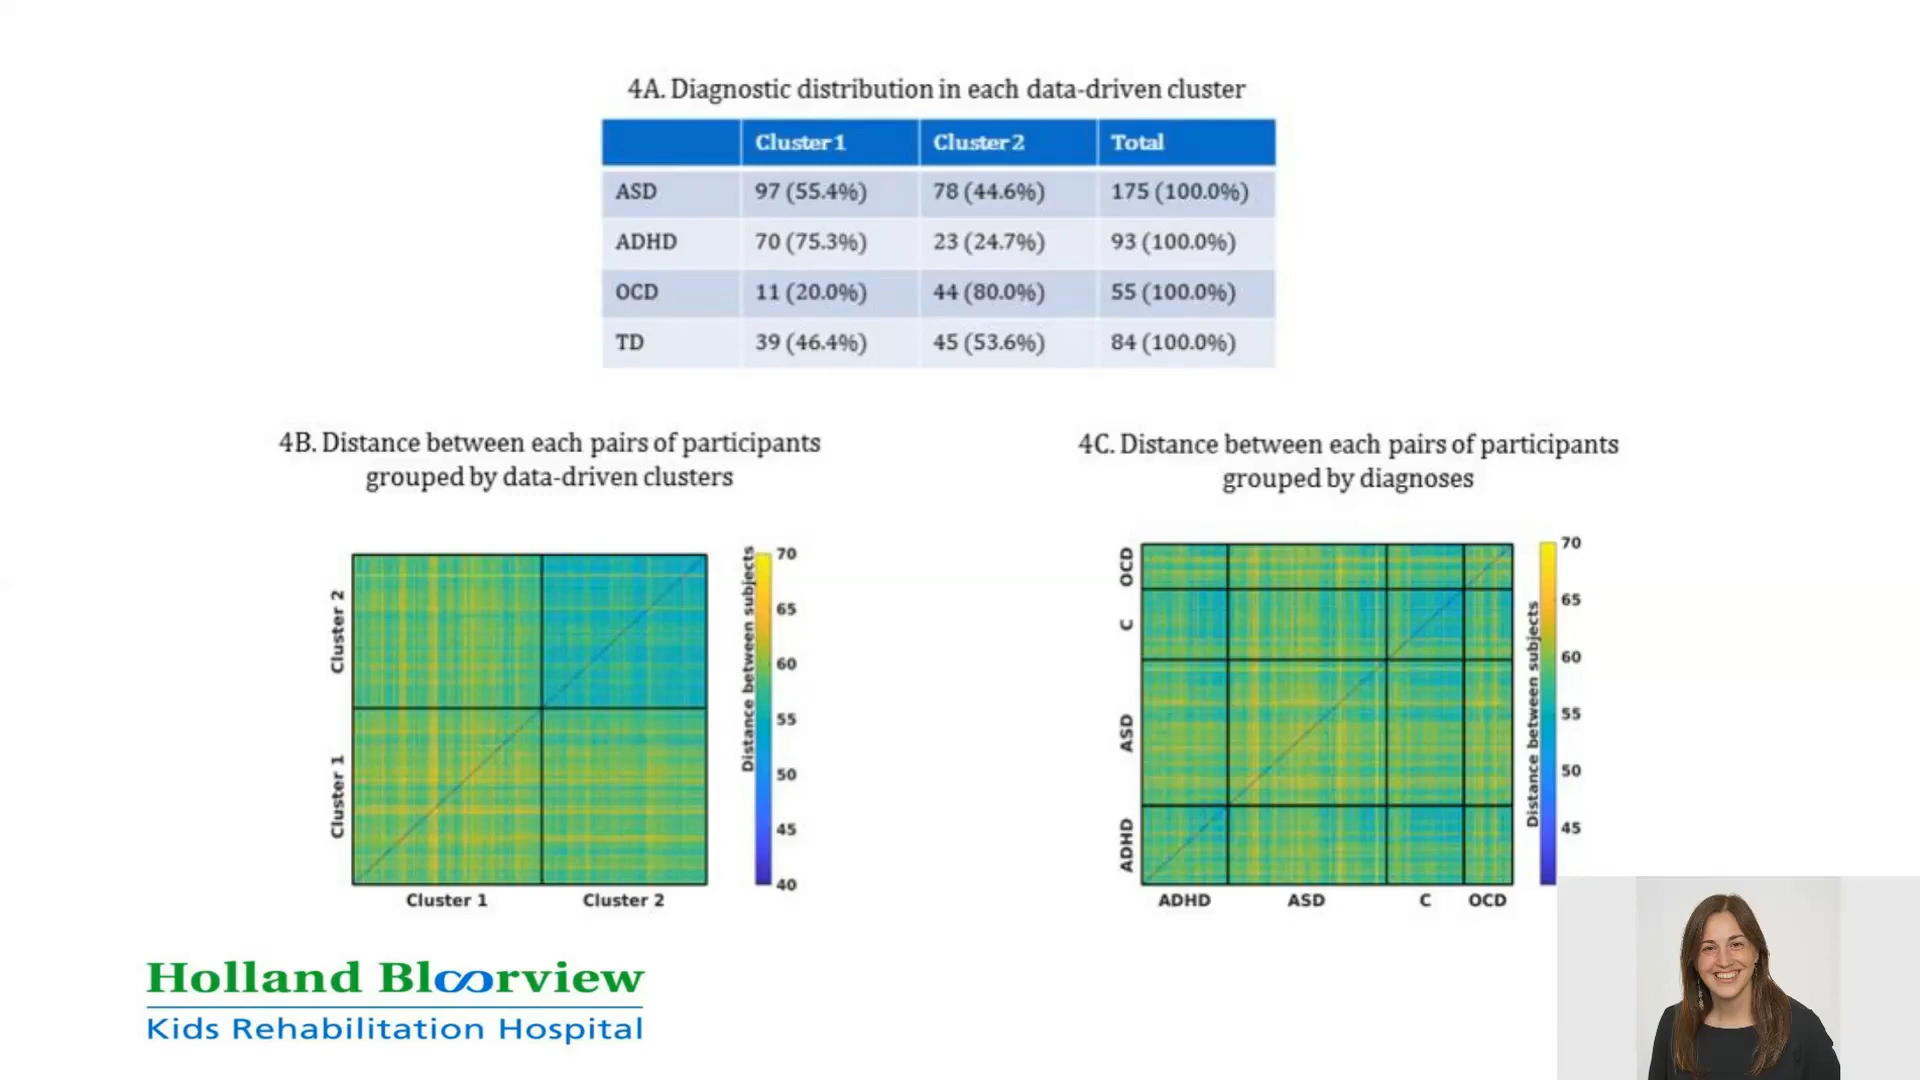 4A. Diagnostic distribution in each data-driven cluster
Cluster 1 Cluster 2 Total
ASD 97 (55.4%) 78 (44.6%) 175 (100.0%)
ADHD 70 (75.3%) 23 (24.7%) 93 (100.0%)
OCD 11 (20.0%) 44 (80.0%) 55 (100.0%)
TD 39 (46.4%) 45 (53.6%) 84 (100.0%)
4B. Distance between each pairs of participants
grouped by data-driven clusters
Cluster 2
Cluster 1
Cluster 1 Cluster 2
Distance between subjects
70
65
60
55
50
45
40
4C. Distance between each pairs of participants
grouped by diagnoses
OCD
C
ASD
ADHD
ADHD ASD C OCD
Distance between subjects
70
65
60
55
50
45
Holland Bloorview
Kids Rehabilitation Hospital